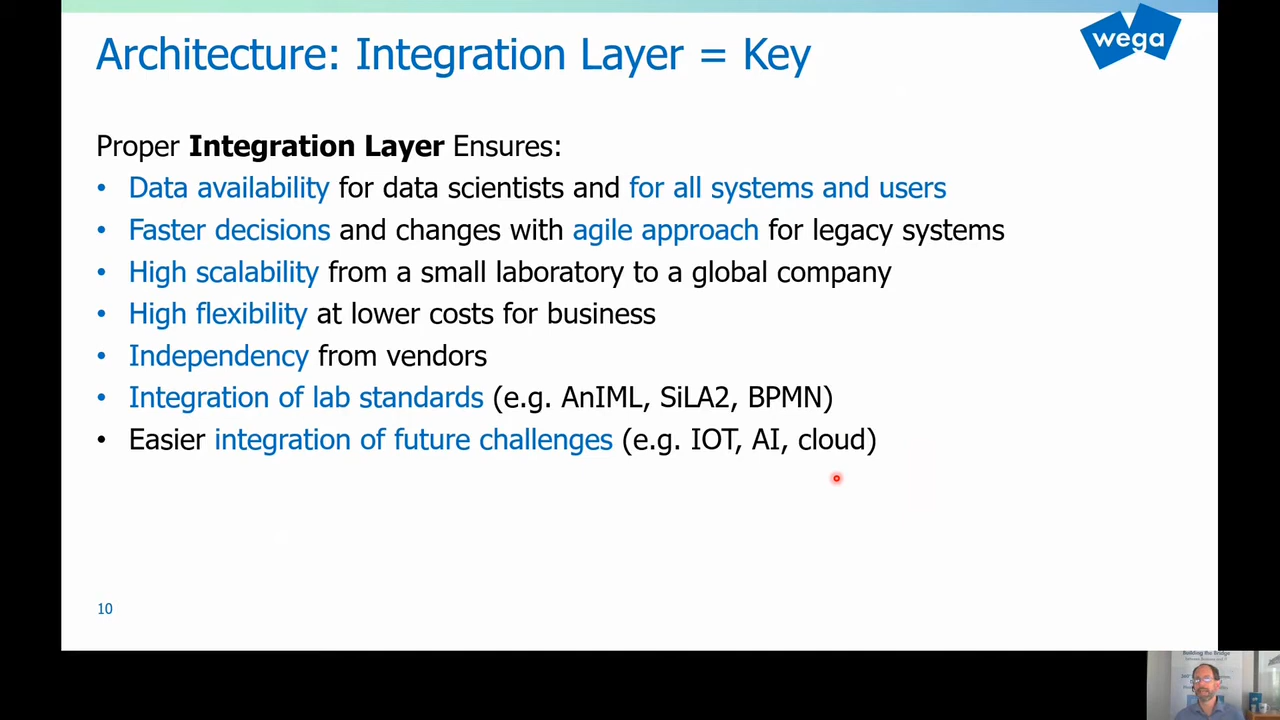 Architecture: Integration Layer = Key
wega
Proper Integration Layer Ensures:
• Data availability for data scientists and for all systems and users
• Faster decisions and changes with agile approach for legacy systems
• High scalability from a small laboratory to a global company
• High flexibility at lower costs for business
• Independency from vendors
• Integration of lab standards (e.g. AnIML, SiLA2, BPMN)
• Easier integration of future challenges (e.g. IOT, AI, cloud)
10
Building the Bridge